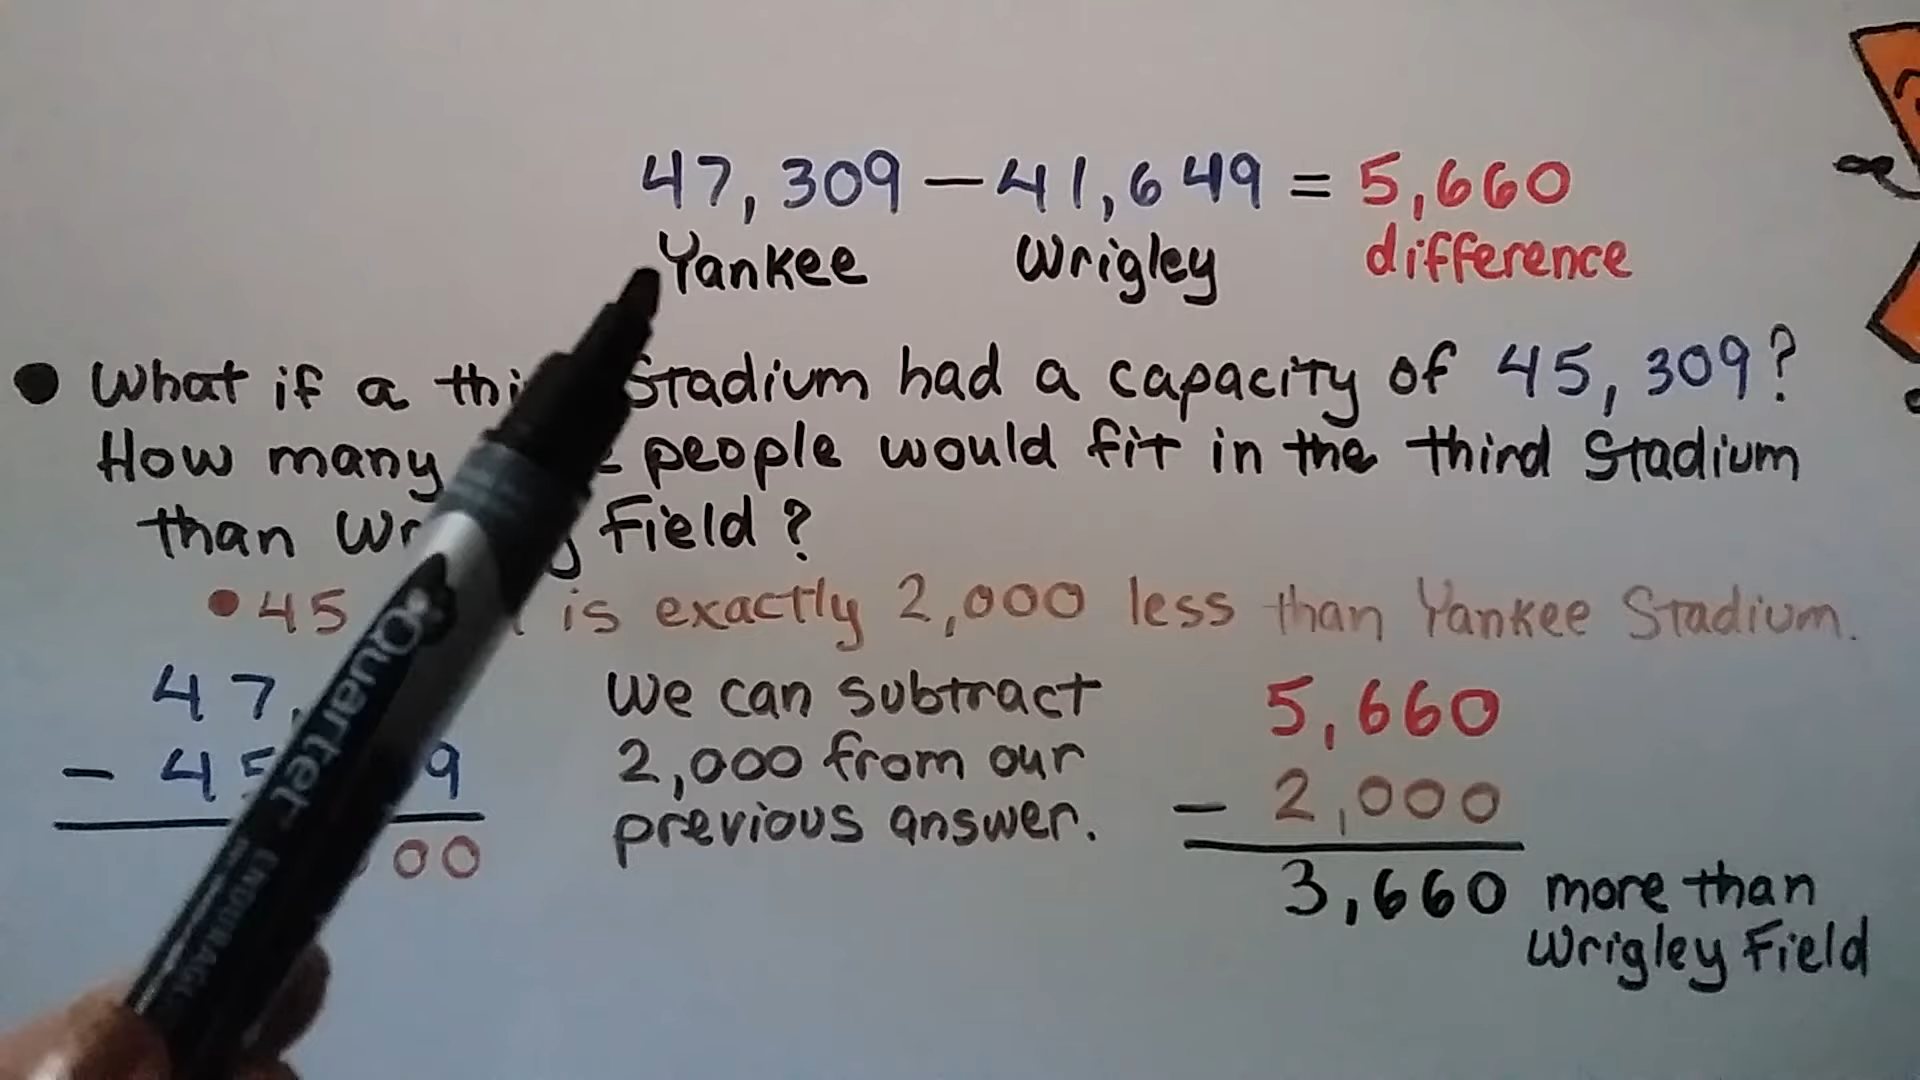 47,309 – 41,649 = 5,660
Yankee Wrigley difference
• What if a Stadium had a capacity of 45,309?
How many people would fit in the third Stadium
than Field?
• 45 is exactly 2,000 less than Yankee Stadium.
47,
– 45 9
00
We can subtract
2,000 from our
previous answer.
5,660
– 2,000
3,660 more than
Wrigley Field
Quartet